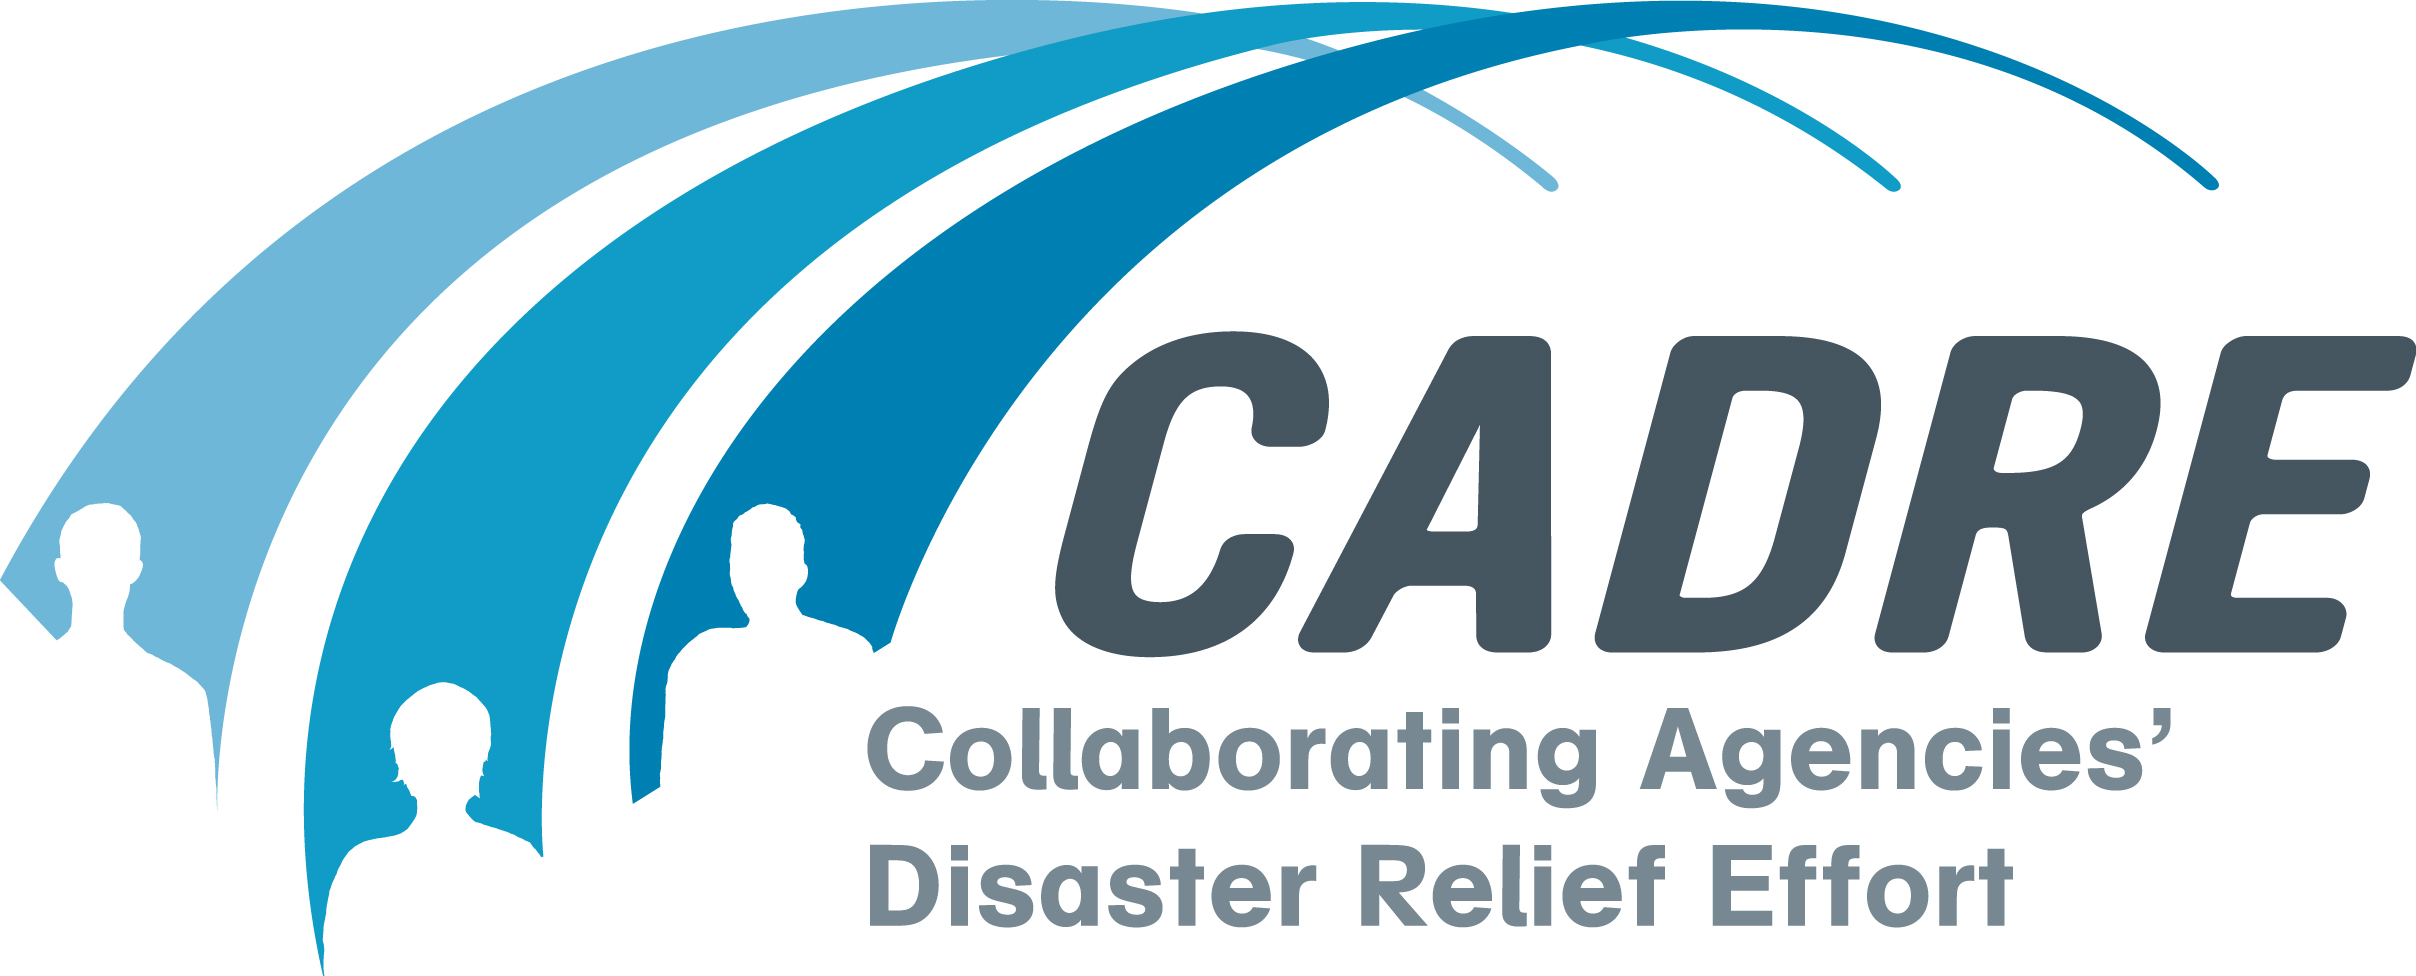 CADRE
Collaborating Agencies’
Disaster Relief Effort